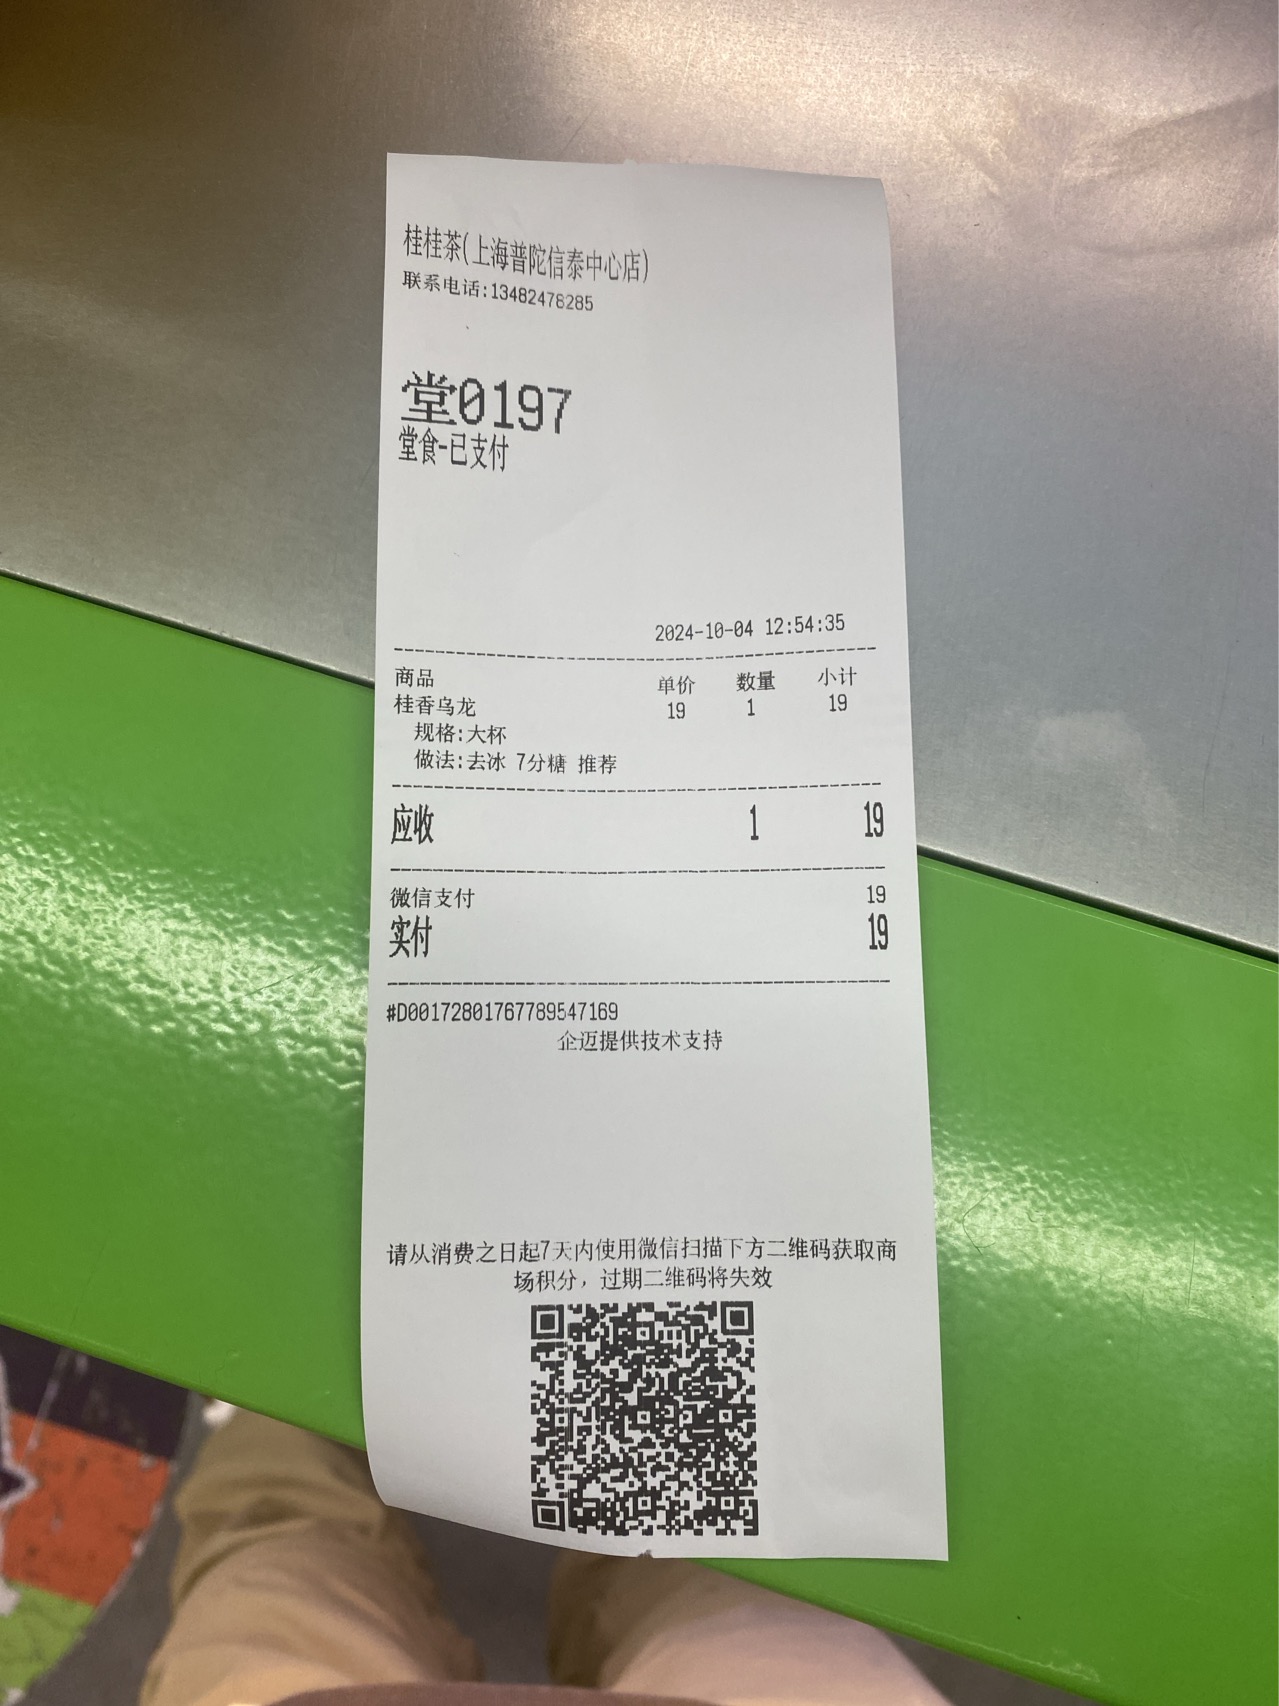 桂桂茶(上海普陀信泰中心店)
联系电话:13482478285
堂0197
堂食-已支付
2024-10-04 12:54:35
商品 单价 数量 小计
桂香乌龙 19 1 19
规格:大杯
做法:去冰 7分糖 推荐
应收 1 19
微信支付 19
实付 19
#D00172801767789547169
企迈提供技术支持
请从消费之日起7天内使用微信扫描下方二维码获取商
场积分，过期二维码将失效